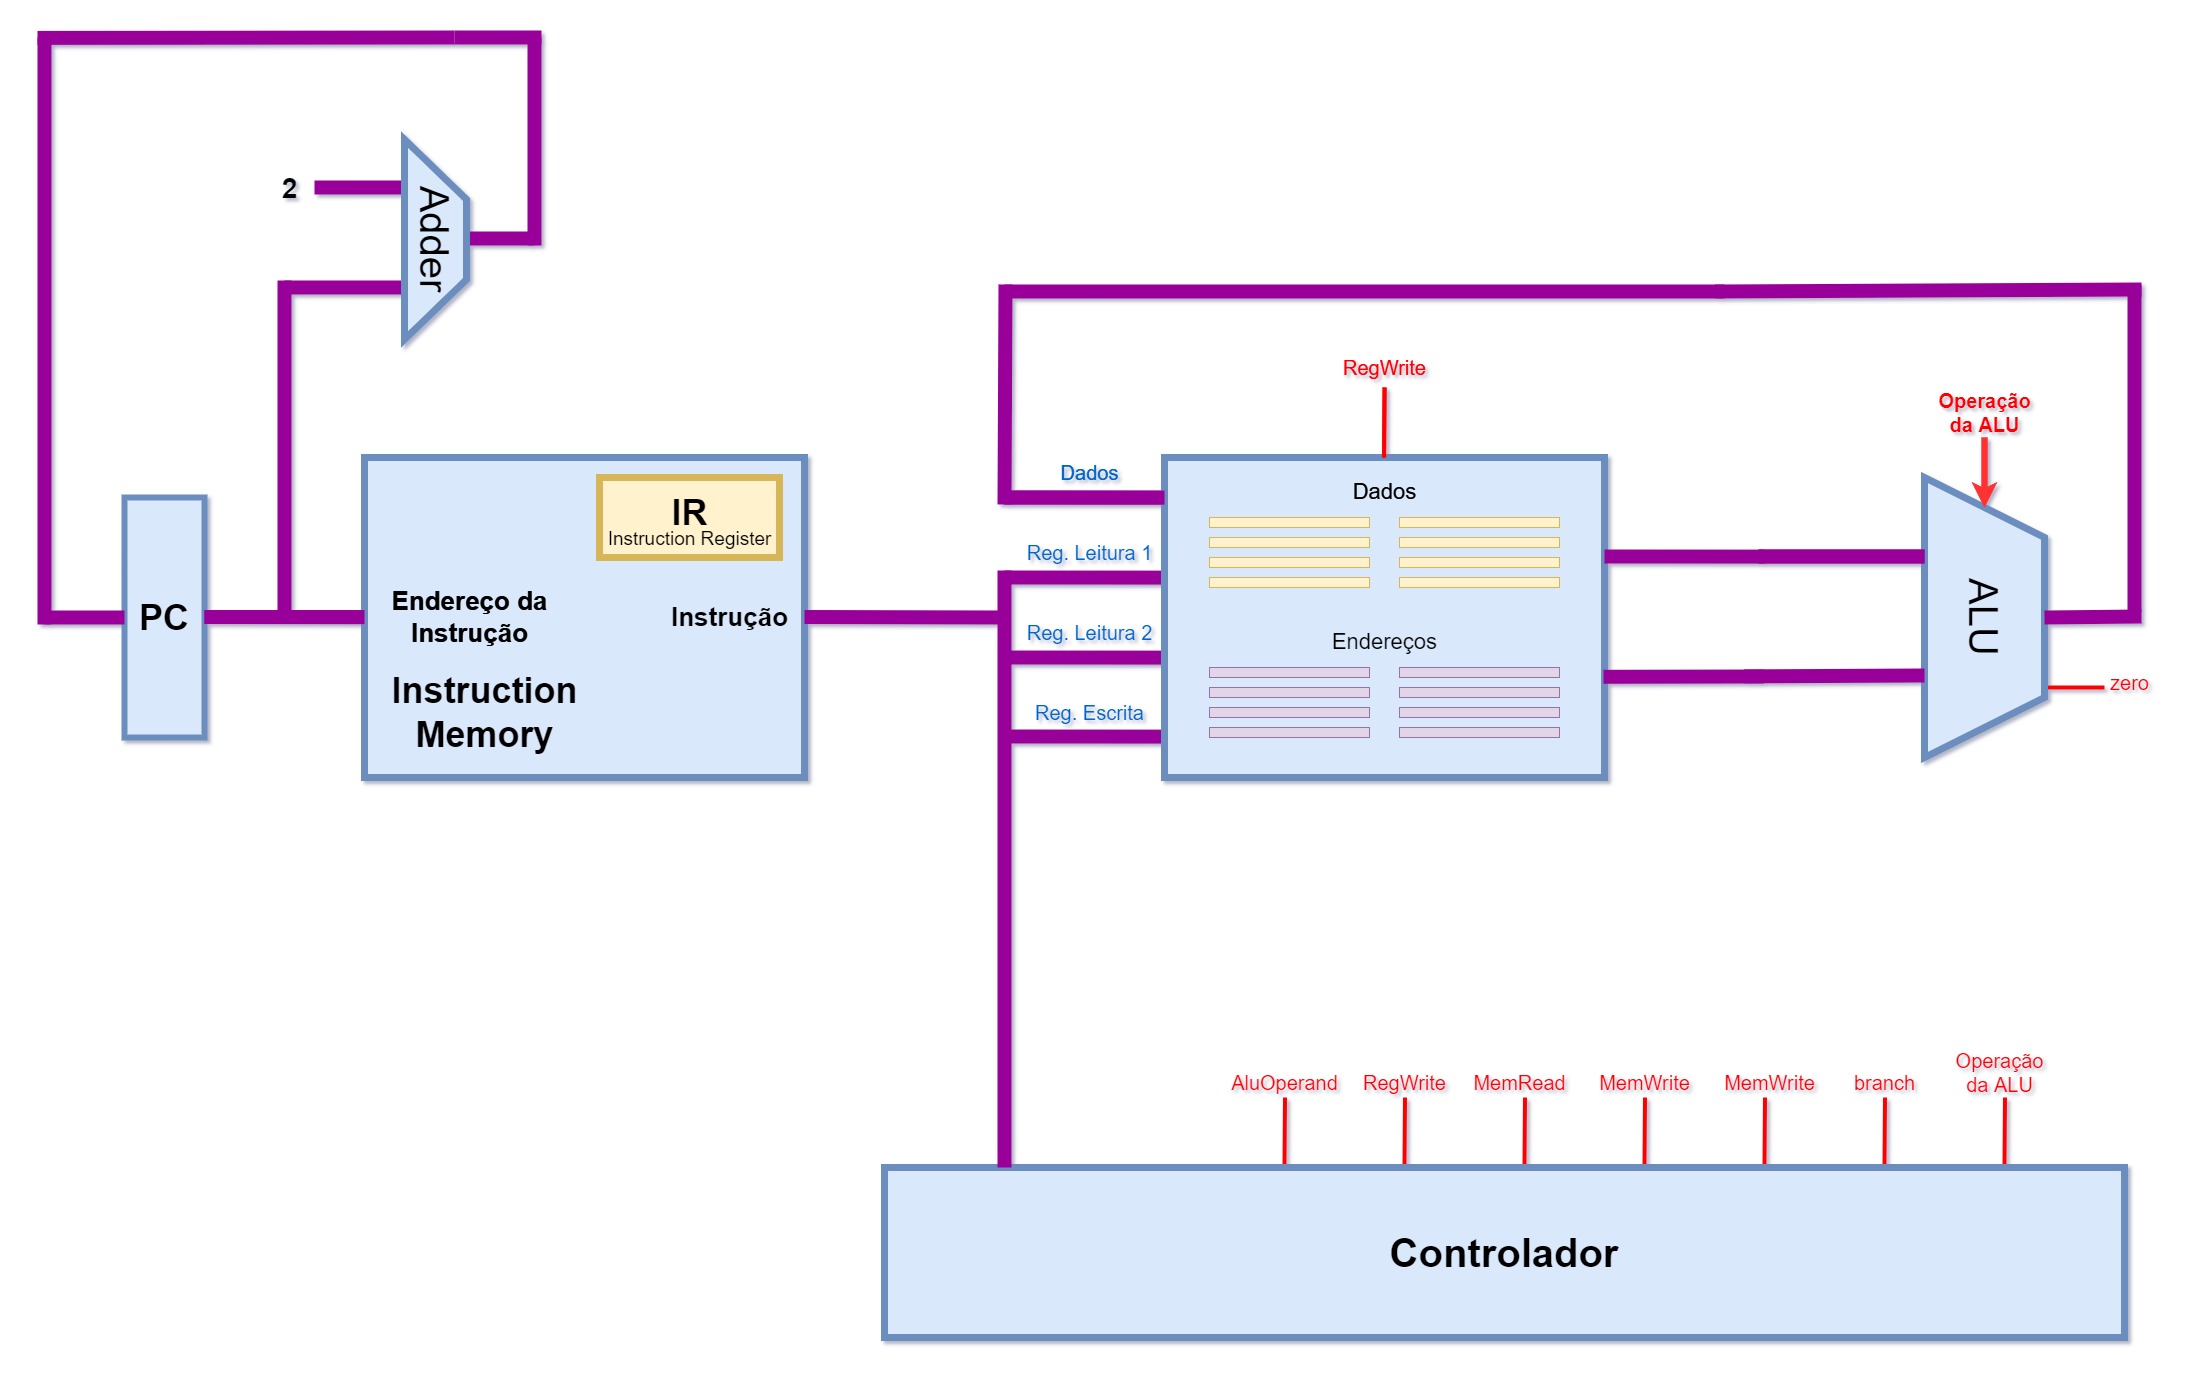 2
Adder
RegWrite
Operação
da ALU
Dados
Dados
IR
Instruction Register
Reg. Leitura 1
Endereço da
Instrução
Instrução
PC
Reg. Leitura 2
Endereços
ALU
Instruction
Memory
Reg. Escrita
zero
AluOperand
RegWrite
MemRead
MemWrite
MemWrite
branch
Operação
da ALU
Controlador